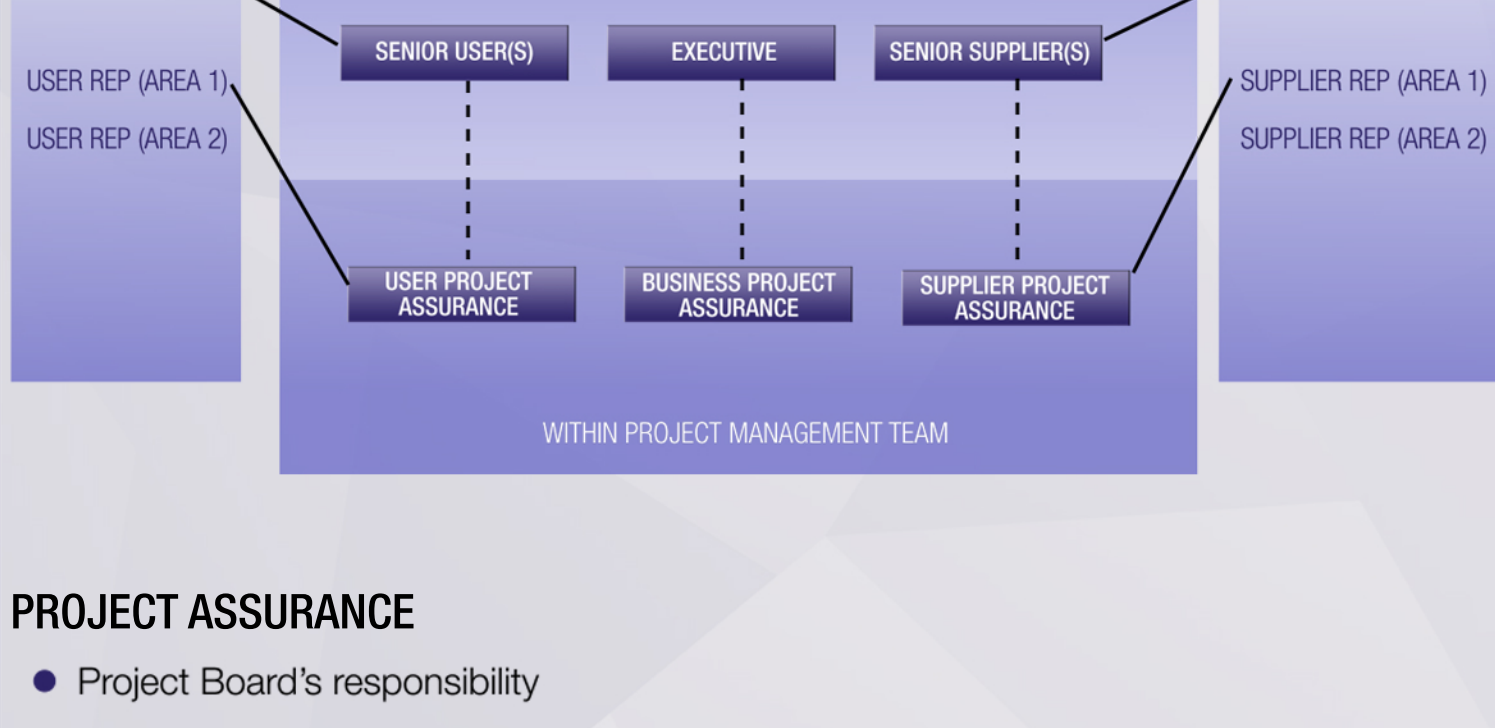 SENIOR USER(S)
EXECUTIVE
SENIOR SUPPLIER(S)
USER REP (AREA 1)
USER REP (AREA 2)
SUPPLIER REP (AREA 1)
SUPPLIER REP (AREA 2)
USER PROJECT
ASSURANCE
BUSINESS PROJECT
ASSURANCE
SUPPLIER PROJECT
ASSURANCE
WITHIN PROJECT MANAGEMENT TEAM
PROJECT ASSURANCE
● Project Board’s responsibility